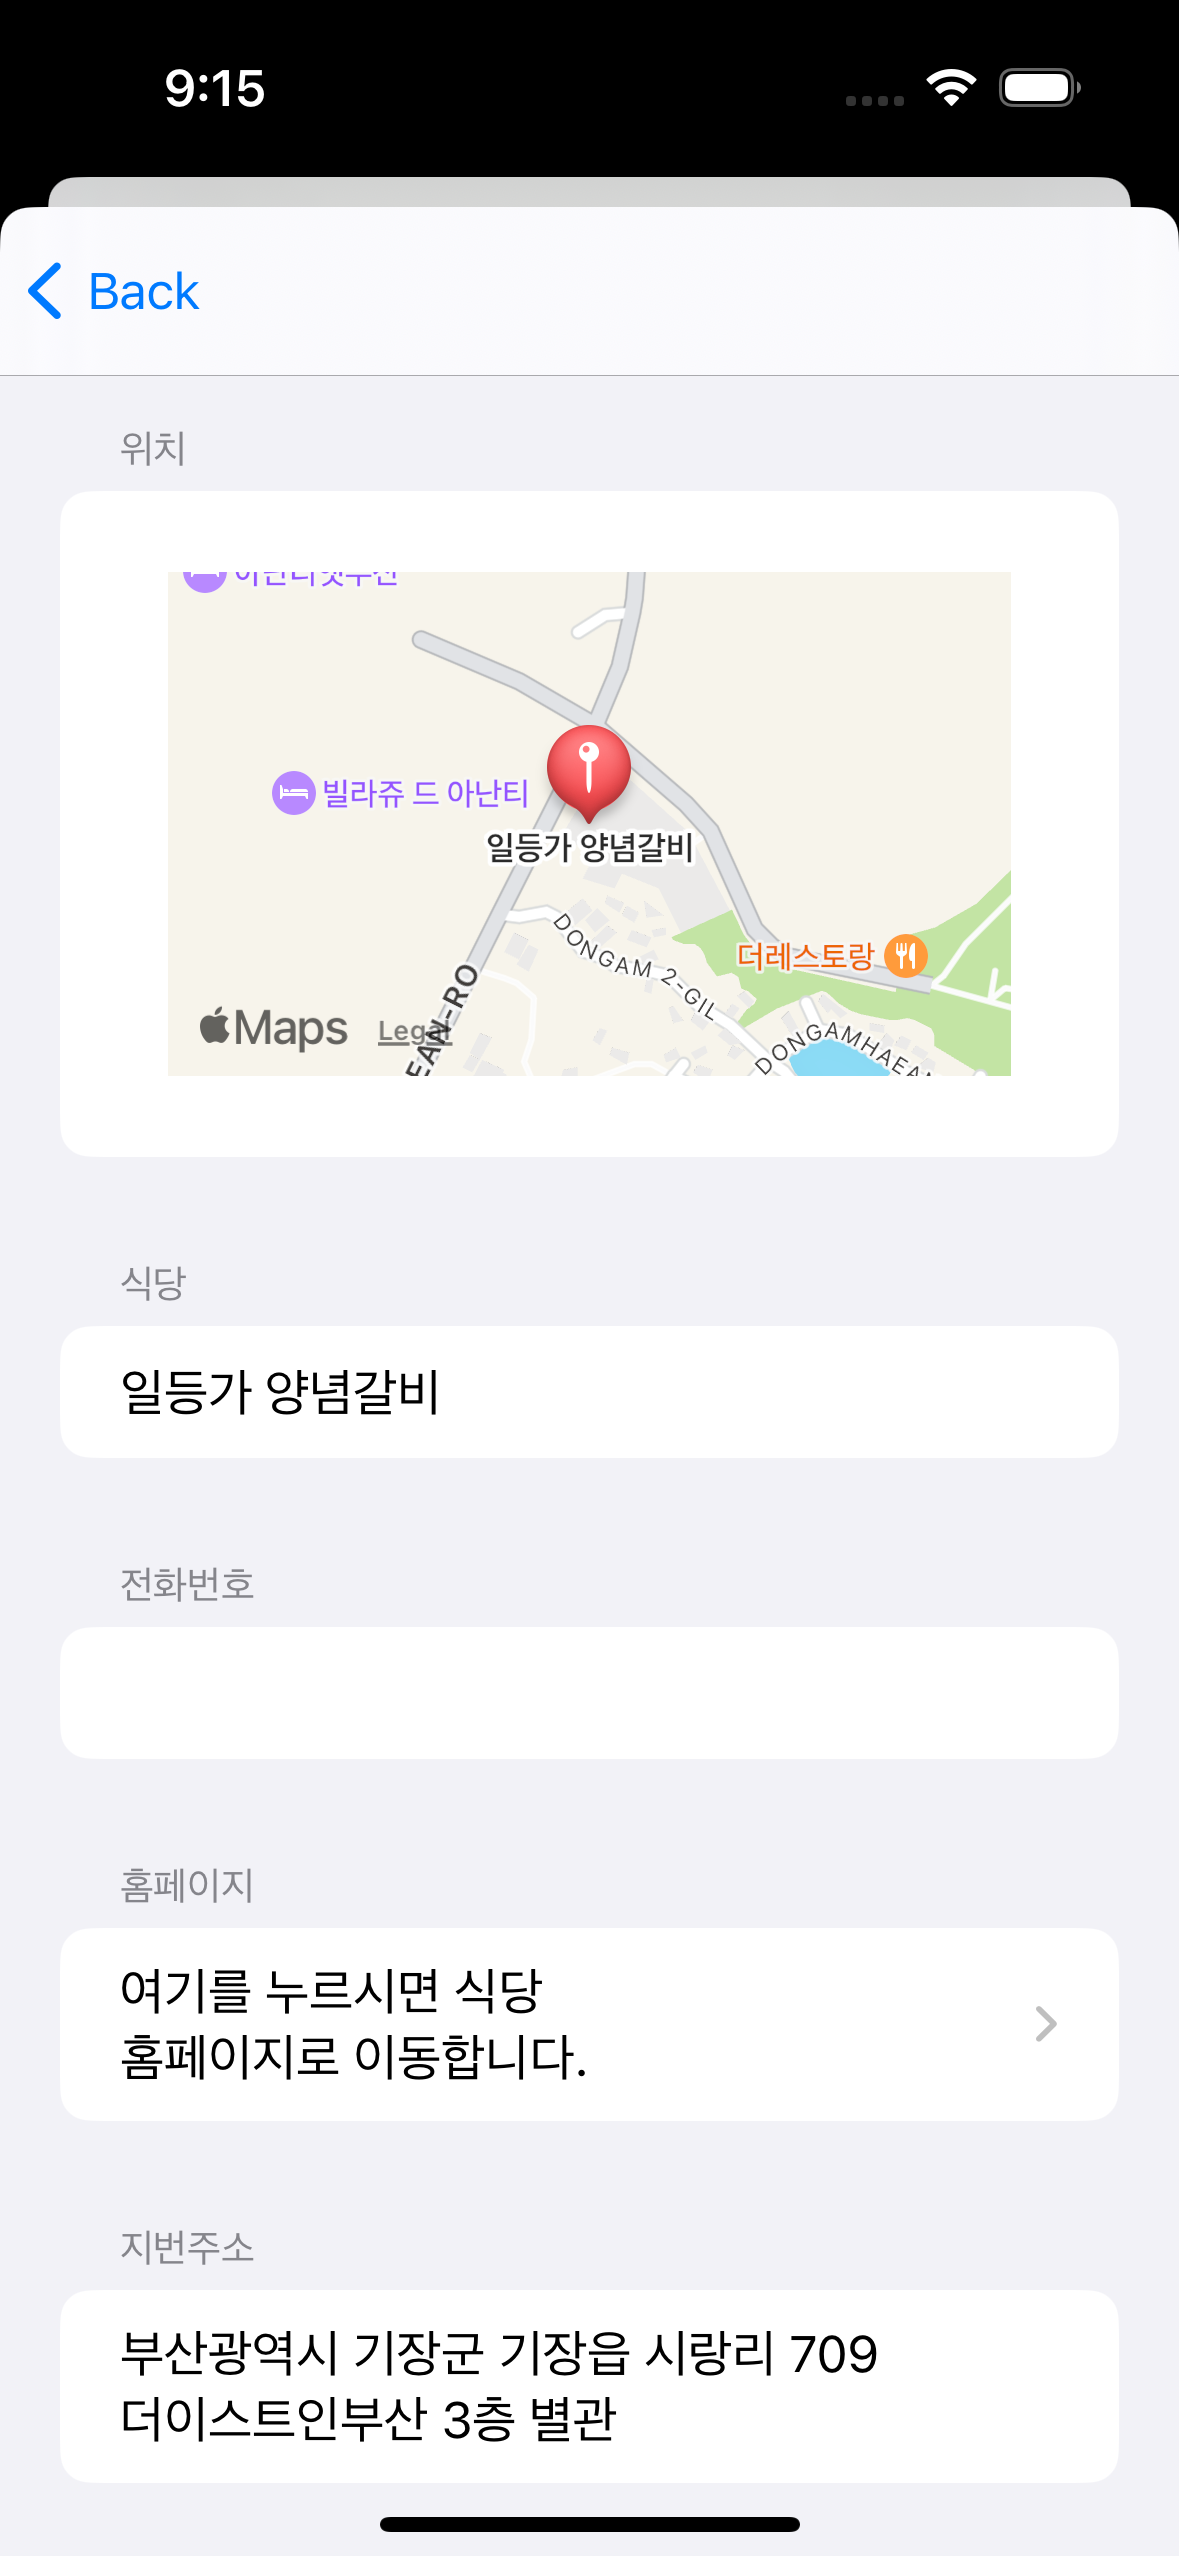 9:15
Back
위치
빌라쥬 드 아난티
일등가 양념갈비
DONGAM 2-GIL
더레스토랑
Maps
Legal
식당
일등가 양념갈비
전화번호
홈페이지
여기를 누르시면 식당
홈페이지로 이동합니다.
지번주소
부산광역시 기장군 기장읍 시랑리 709
더이스트인부산 3층 별관